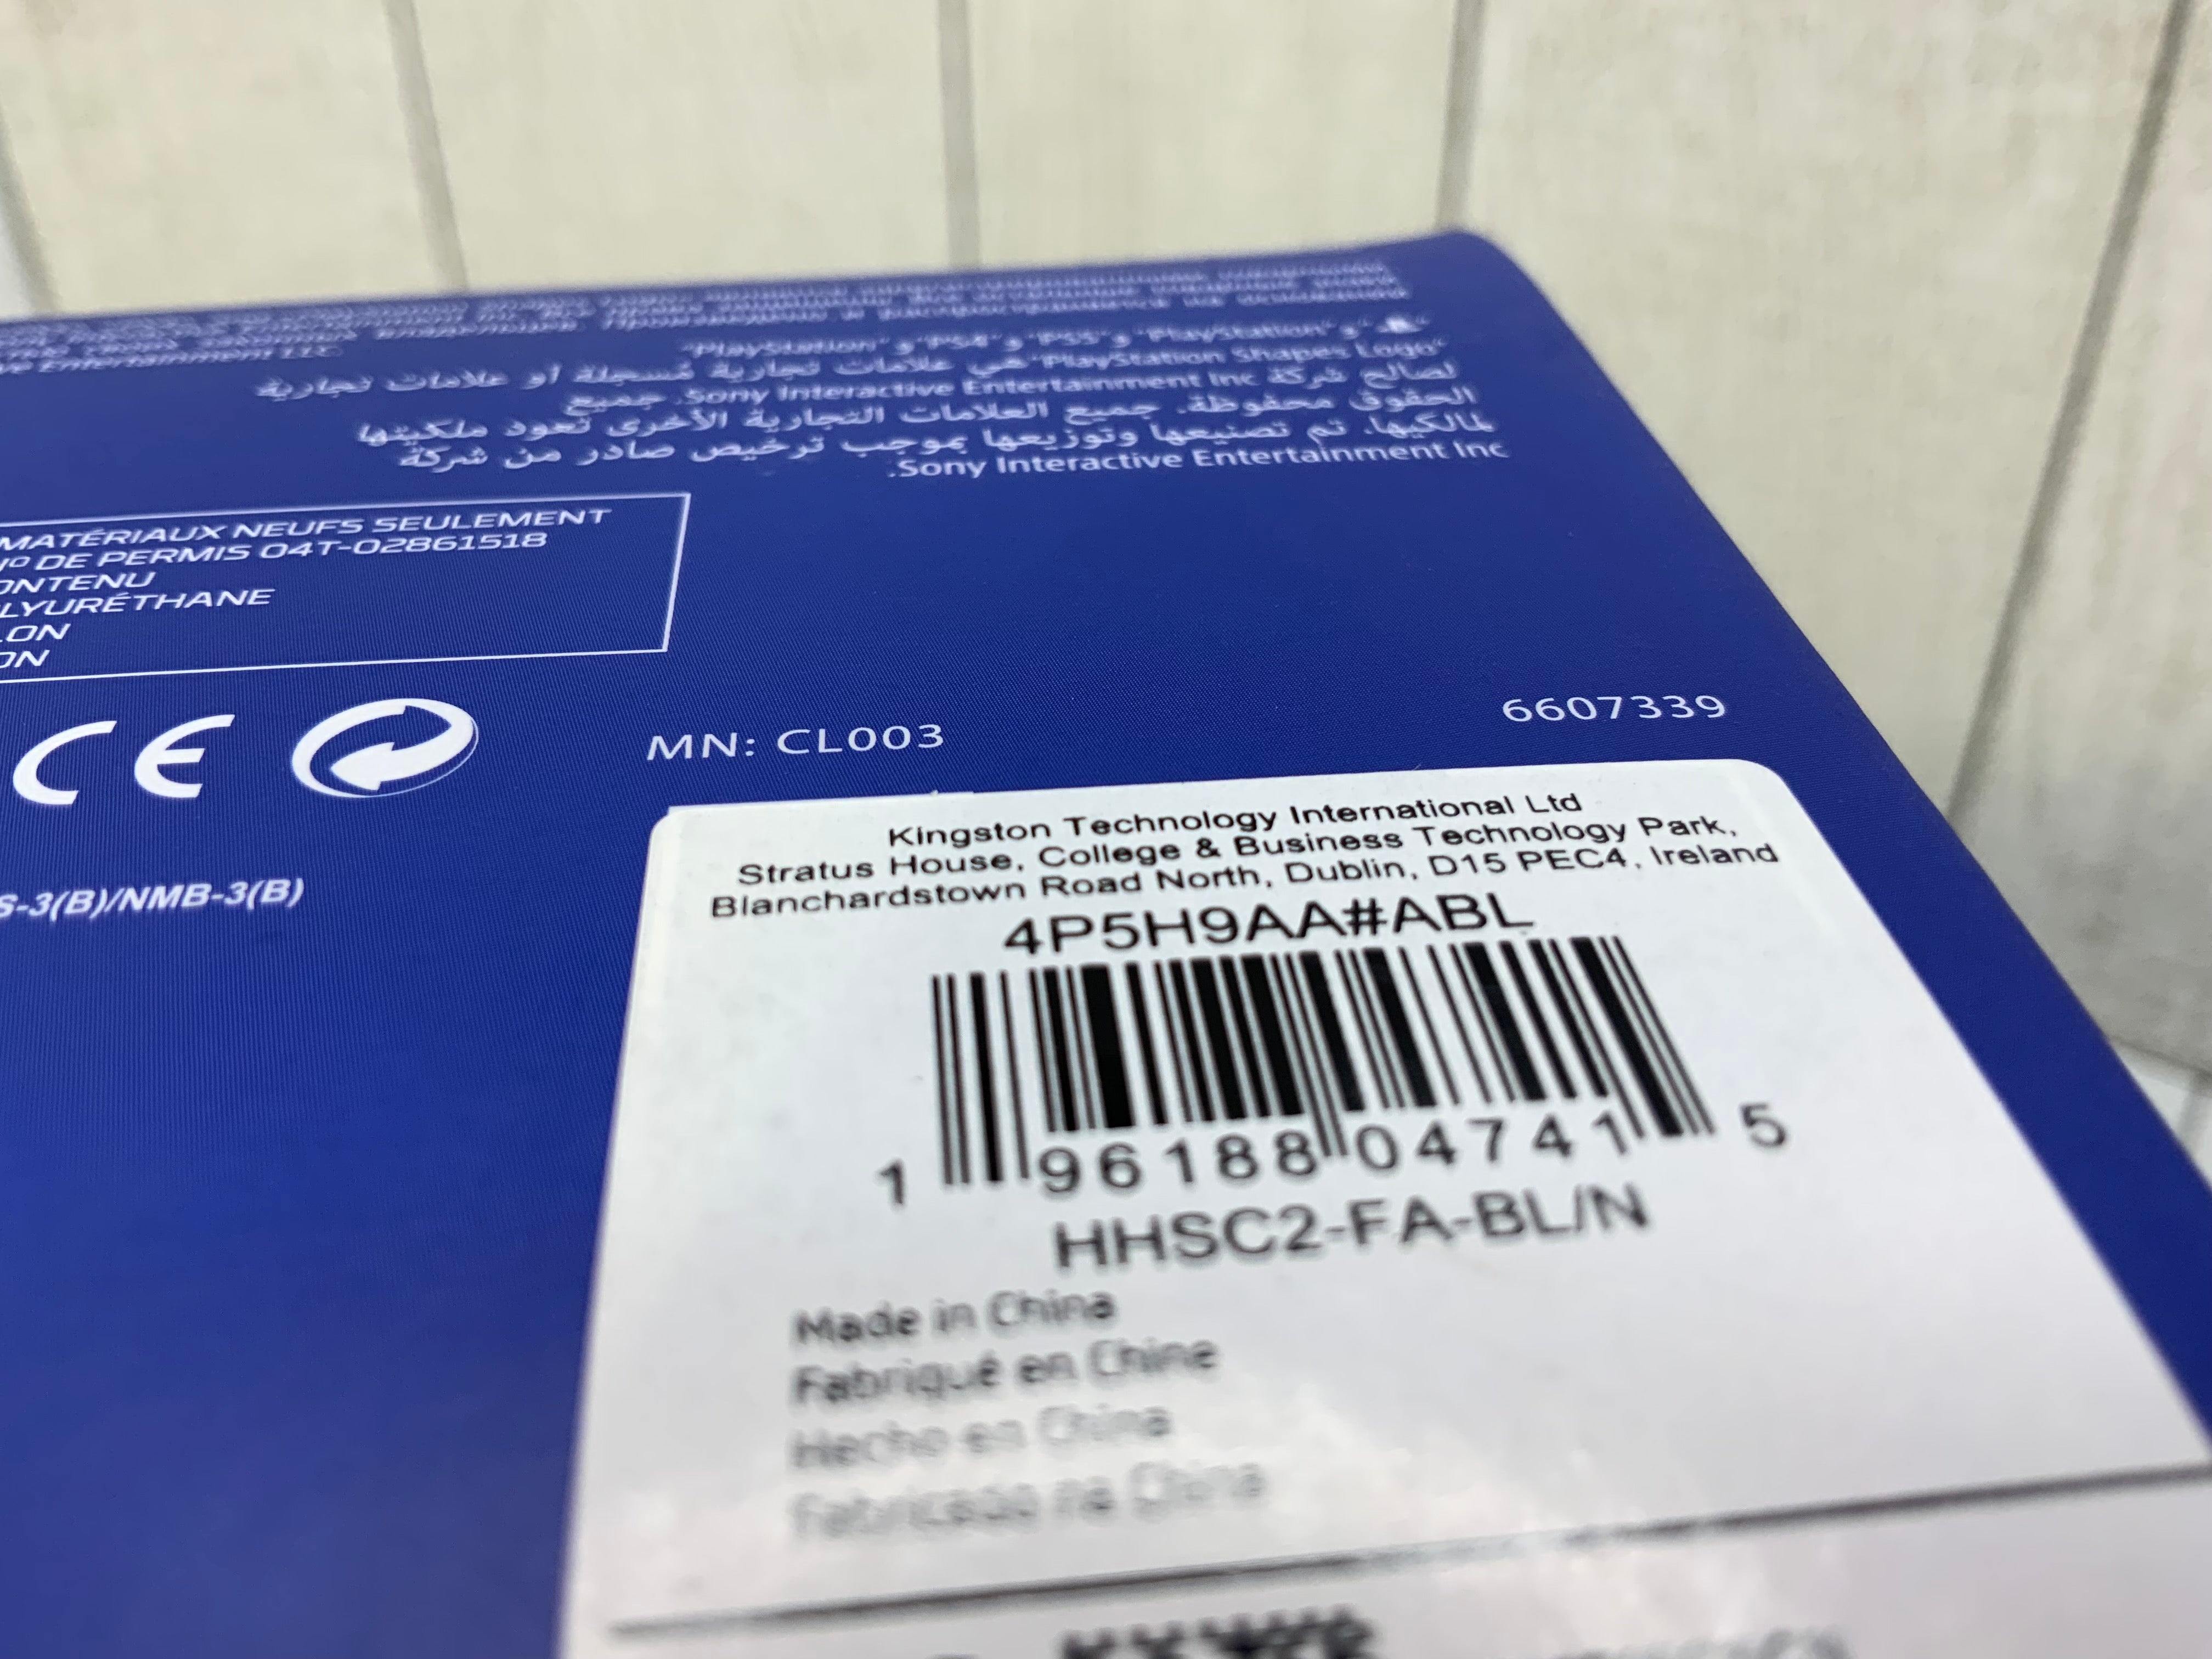 ve Entertainment LLC
"⁠" و "PlayStation" و "PS5" و "PS4" و "PlayStation"
"PlayStation Shapes Logo" هي علامات تجارية مُسجلة أو علامات تجارية
لصالح شركة Sony Interactive Entertainment Inc. جميع
الحقوق محفوظة. جميع العلامات التجارية الأخرى تعود ملكيتها
لمالكيها. تم تصنيعها وتوزيعها بموجب ترخيص صادر من شركة
Sony Interactive Entertainment Inc.
MATÉRIAUX NEUFS SEULEMENT
Nº DE PERMIS 04T-02861518
ONTENU
LYURÉTHANE
LON
ON
CE
MN: CL003
6607339
S-3(B)/NMB-3(B)
Kingston Technology International Ltd
Stratus House, College & Business Technology Park,
Blanchardstown Road North, Dublin, D15 PEC4, Ireland
4P5H9AA#ABL
1 96188 04741 5
HHSC2-FA-BL/N
Made in China
Fabriqué en Chine
Hecho en China
Fabricado na China